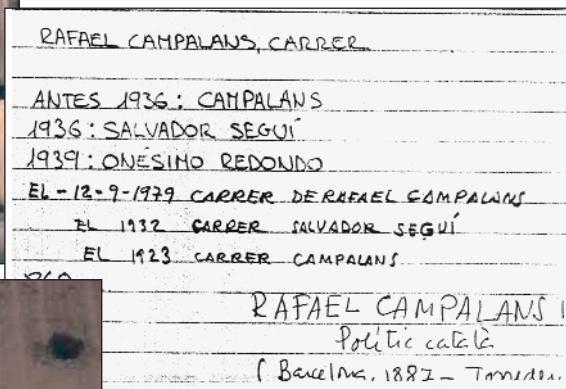 RAFAEL CAMPALANS, CARRER
ANTES 1936: CAMPALANS
1936: SALVADOR SEGUÍ
1939: ONÉSIMO REDONDO
EL - 12-9-1979 CARRER DE RAFAEL CAMPALANS
EL 1932 CARRER SALVADOR SEGUÍ
EL 1923 CARRER CAMPALANS
RAFAEL CAMPALANS I
Polític català
(Barcelona, 1887 –